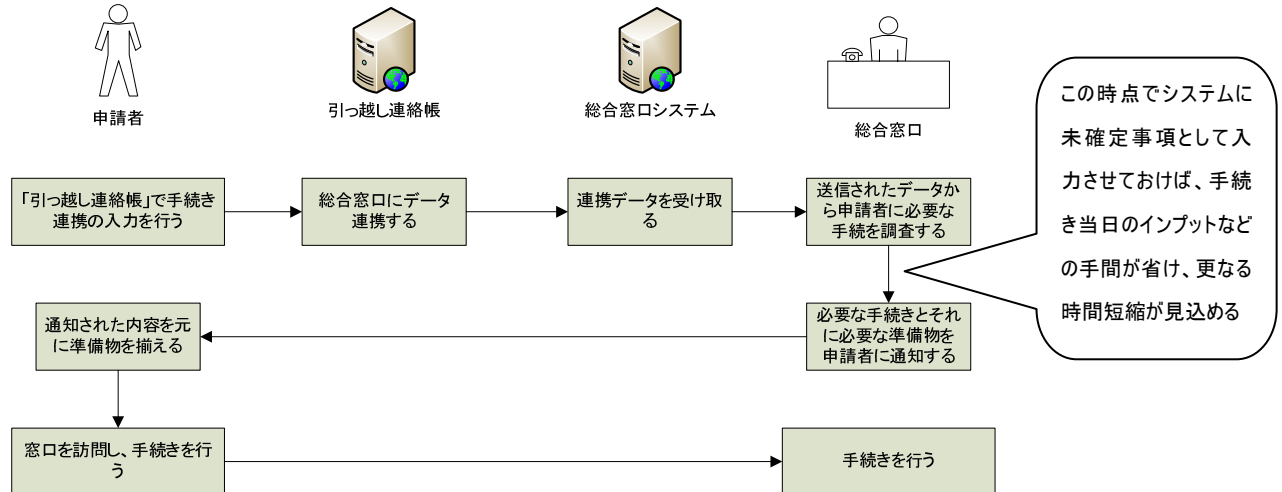 申請者
引っ越し連絡帳
総合窓口システム
総合窓口
この時点でシステムに
未確定事項として入
力させておけば、手続
き当日のインプットなど
の手間が省け、更なる
時間短縮が見込める
「引っ越し連絡帳」で手続き
連携の入力を行う
総合窓口にデータ
連携する
連携データを受け取
る
送信されたデータか
ら申請者に必要な
手続を調査する
通知された内容を元
に準備物を揃える
必要な手続きとそれ
に必要な準備物を
申請者に通知する
窓口を訪問し、手続きを行
う
手続きを行う